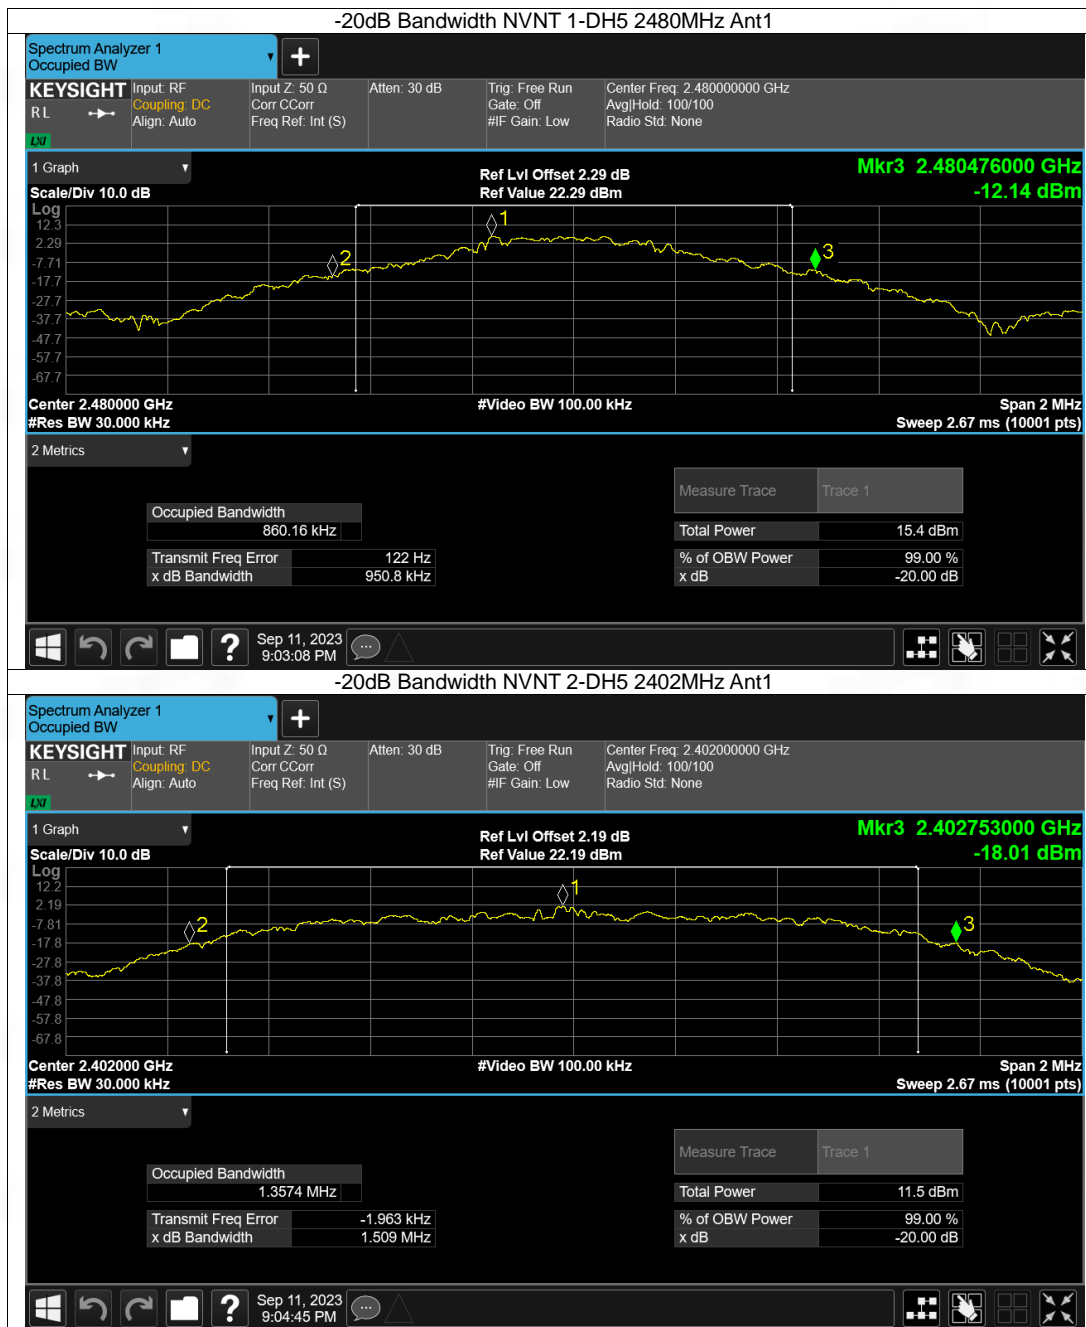 -20dB Bandwidth NVNT 1-DH5 2480MHz Ant1
Spectrum Analyzer 1
Occupied BW
+
KEYSIGHT
R L
LXI
Input: RF
Coupling: DC
Align: Auto
Input Z: 50 Ω
Corr CCorr
Freq Ref: Int (S)
Atten: 30 dB
Trig: Free Run
Gate: Off
#IF Gain: Low
Center Freq: 2.480000000 GHz
Avg|Hold: 100/100
Radio Std: None
1 Graph
Scale/Div 10.0 dB
Ref Lvl Offset 2.29 dB
Ref Value 22.29 dBm
Mkr3 2.480476000 GHz
-12.14 dBm
Log
12.3
2.29
-7.71
-17.7
-27.7
-37.7
-47.7
-57.7
-67.7
1
2
3
Center 2.480000 GHz
#Video BW 100.00 kHz
Span 2 MHz
#Res BW 30.000 kHz
Sweep 2.67 ms (10001 pts)
2 Metrics
Measure Trace Trace 1
Occupied Bandwidth
860.16 kHz
Total Power 15.4 dBm
Transmit Freq Error 122 Hz
% of OBW Power 99.00 %
x dB Bandwidth 950.8 kHz
x dB -20.00 dB
?
Sep 11, 2023
9:03:08 PM
-20dB Bandwidth NVNT 2-DH5 2402MHz Ant1
Spectrum Analyzer 1
Occupied BW
+
KEYSIGHT
R L
LXI
Input: RF
Coupling: DC
Align: Auto
Input Z: 50 Ω
Corr CCorr
Freq Ref: Int (S)
Atten: 30 dB
Trig: Free Run
Gate: Off
#IF Gain: Low
Center Freq: 2.402000000 GHz
Avg|Hold: 100/100
Radio Std: None
1 Graph
Scale/Div 10.0 dB
Ref Lvl Offset 2.19 dB
Ref Value 22.19 dBm
Mkr3 2.402753000 GHz
-18.01 dBm
Log
12.2
2.19
-7.81
-17.8
-27.8
-37.8
-47.8
-57.8
-67.8
1
2
3
Center 2.402000 GHz
#Video BW 100.00 kHz
Span 2 MHz
#Res BW 30.000 kHz
Sweep 2.67 ms (10001 pts)
2 Metrics
Measure Trace Trace 1
Occupied Bandwidth
1.3574 MHz
Total Power 11.5 dBm
Transmit Freq Error -1.963 kHz
% of OBW Power 99.00 %
x dB Bandwidth 1.509 MHz
x dB -20.00 dB
?
Sep 11, 2023
9:04:45 PM